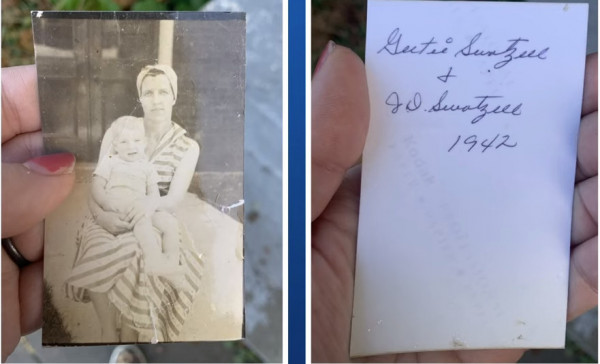 Gertie Swatzell
&
J.D. Swatzell
1942